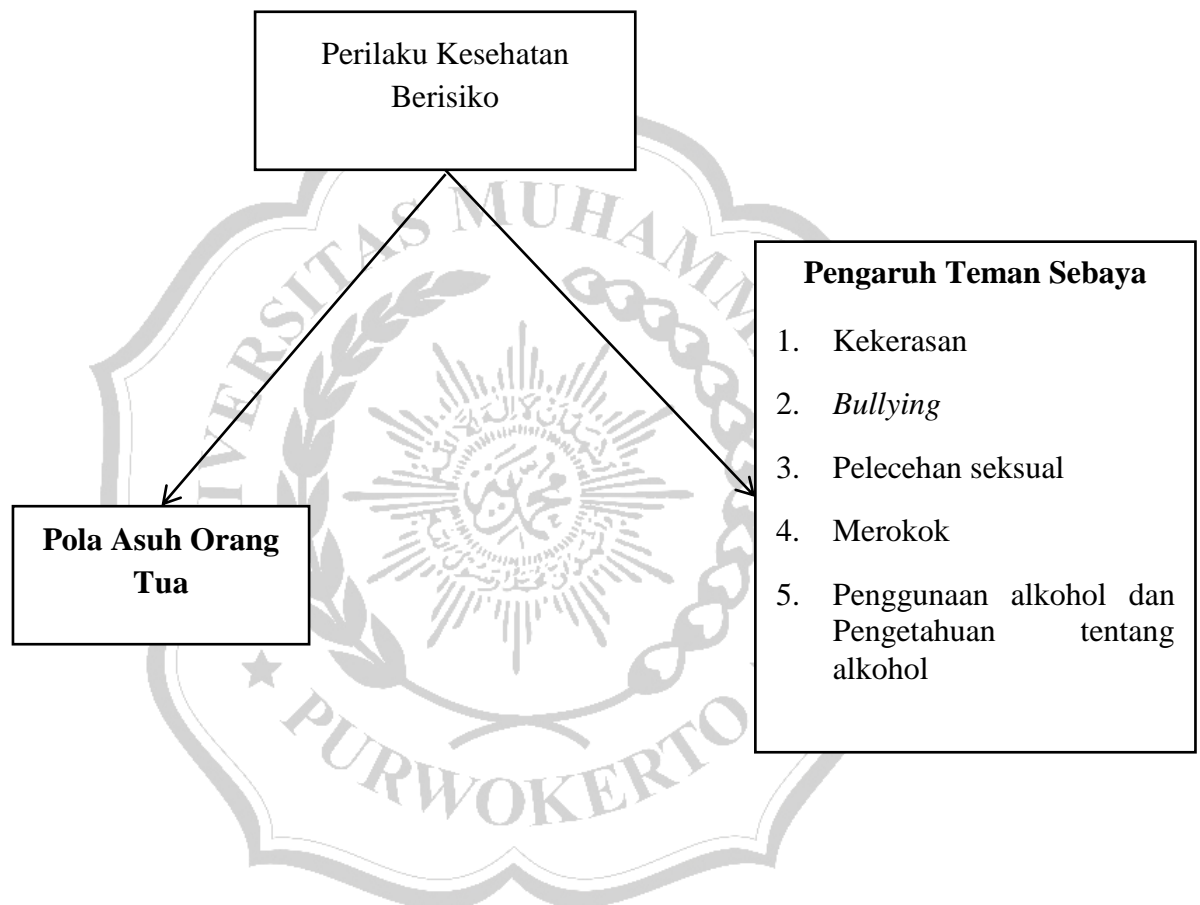 Perilaku Kesehatan
Berisiko
Pengaruh Teman Sebaya
1. Kekerasan
2. Bullying
3. Pelecehan seksual
4. Merokok
5. Penggunaan alkohol dan
Pengetahuan tentang
alkohol
Pola Asuh Orang
Tua
PURWOKERTO